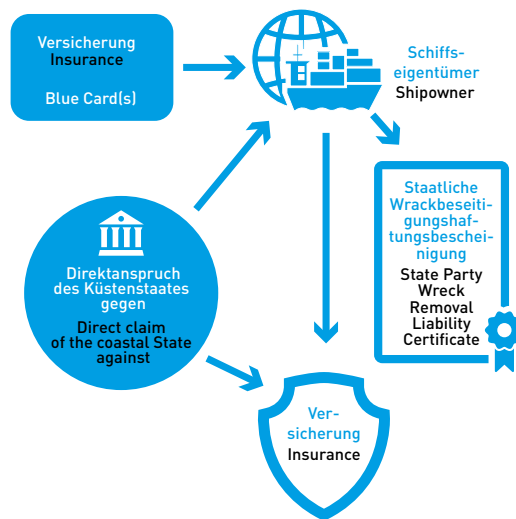 Versicherung
Insurance
Blue Card(s)
Schiffs-
eigentümer
Shipowner
Staatliche
Wrackbeseiti-
gungshaf-
tungsbeschei-
nigung
State Party
Wreck
Removal
Liability
Certificate
Direktanspruch
des Küstenstaates
gegen
Direct claim
of the coastal State
against
Ver-
sicherung
Insurance